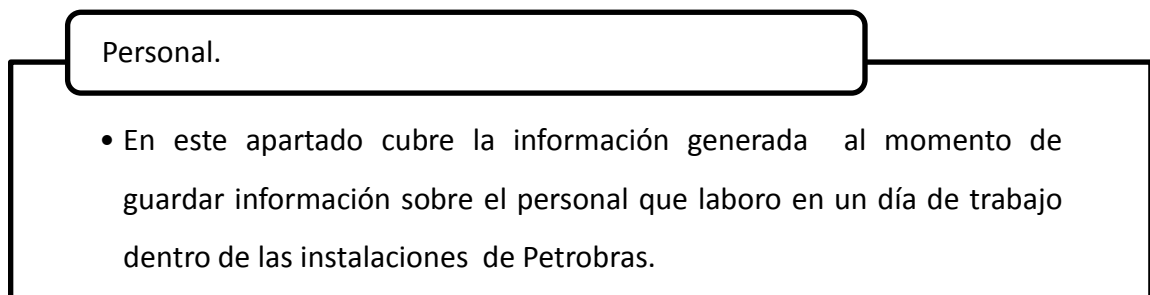 Personal.
• En este apartado cubre la información generada al momento de
guardar información sobre el personal que laboro en un día de trabajo
dentro de las instalaciones de Petrobras.